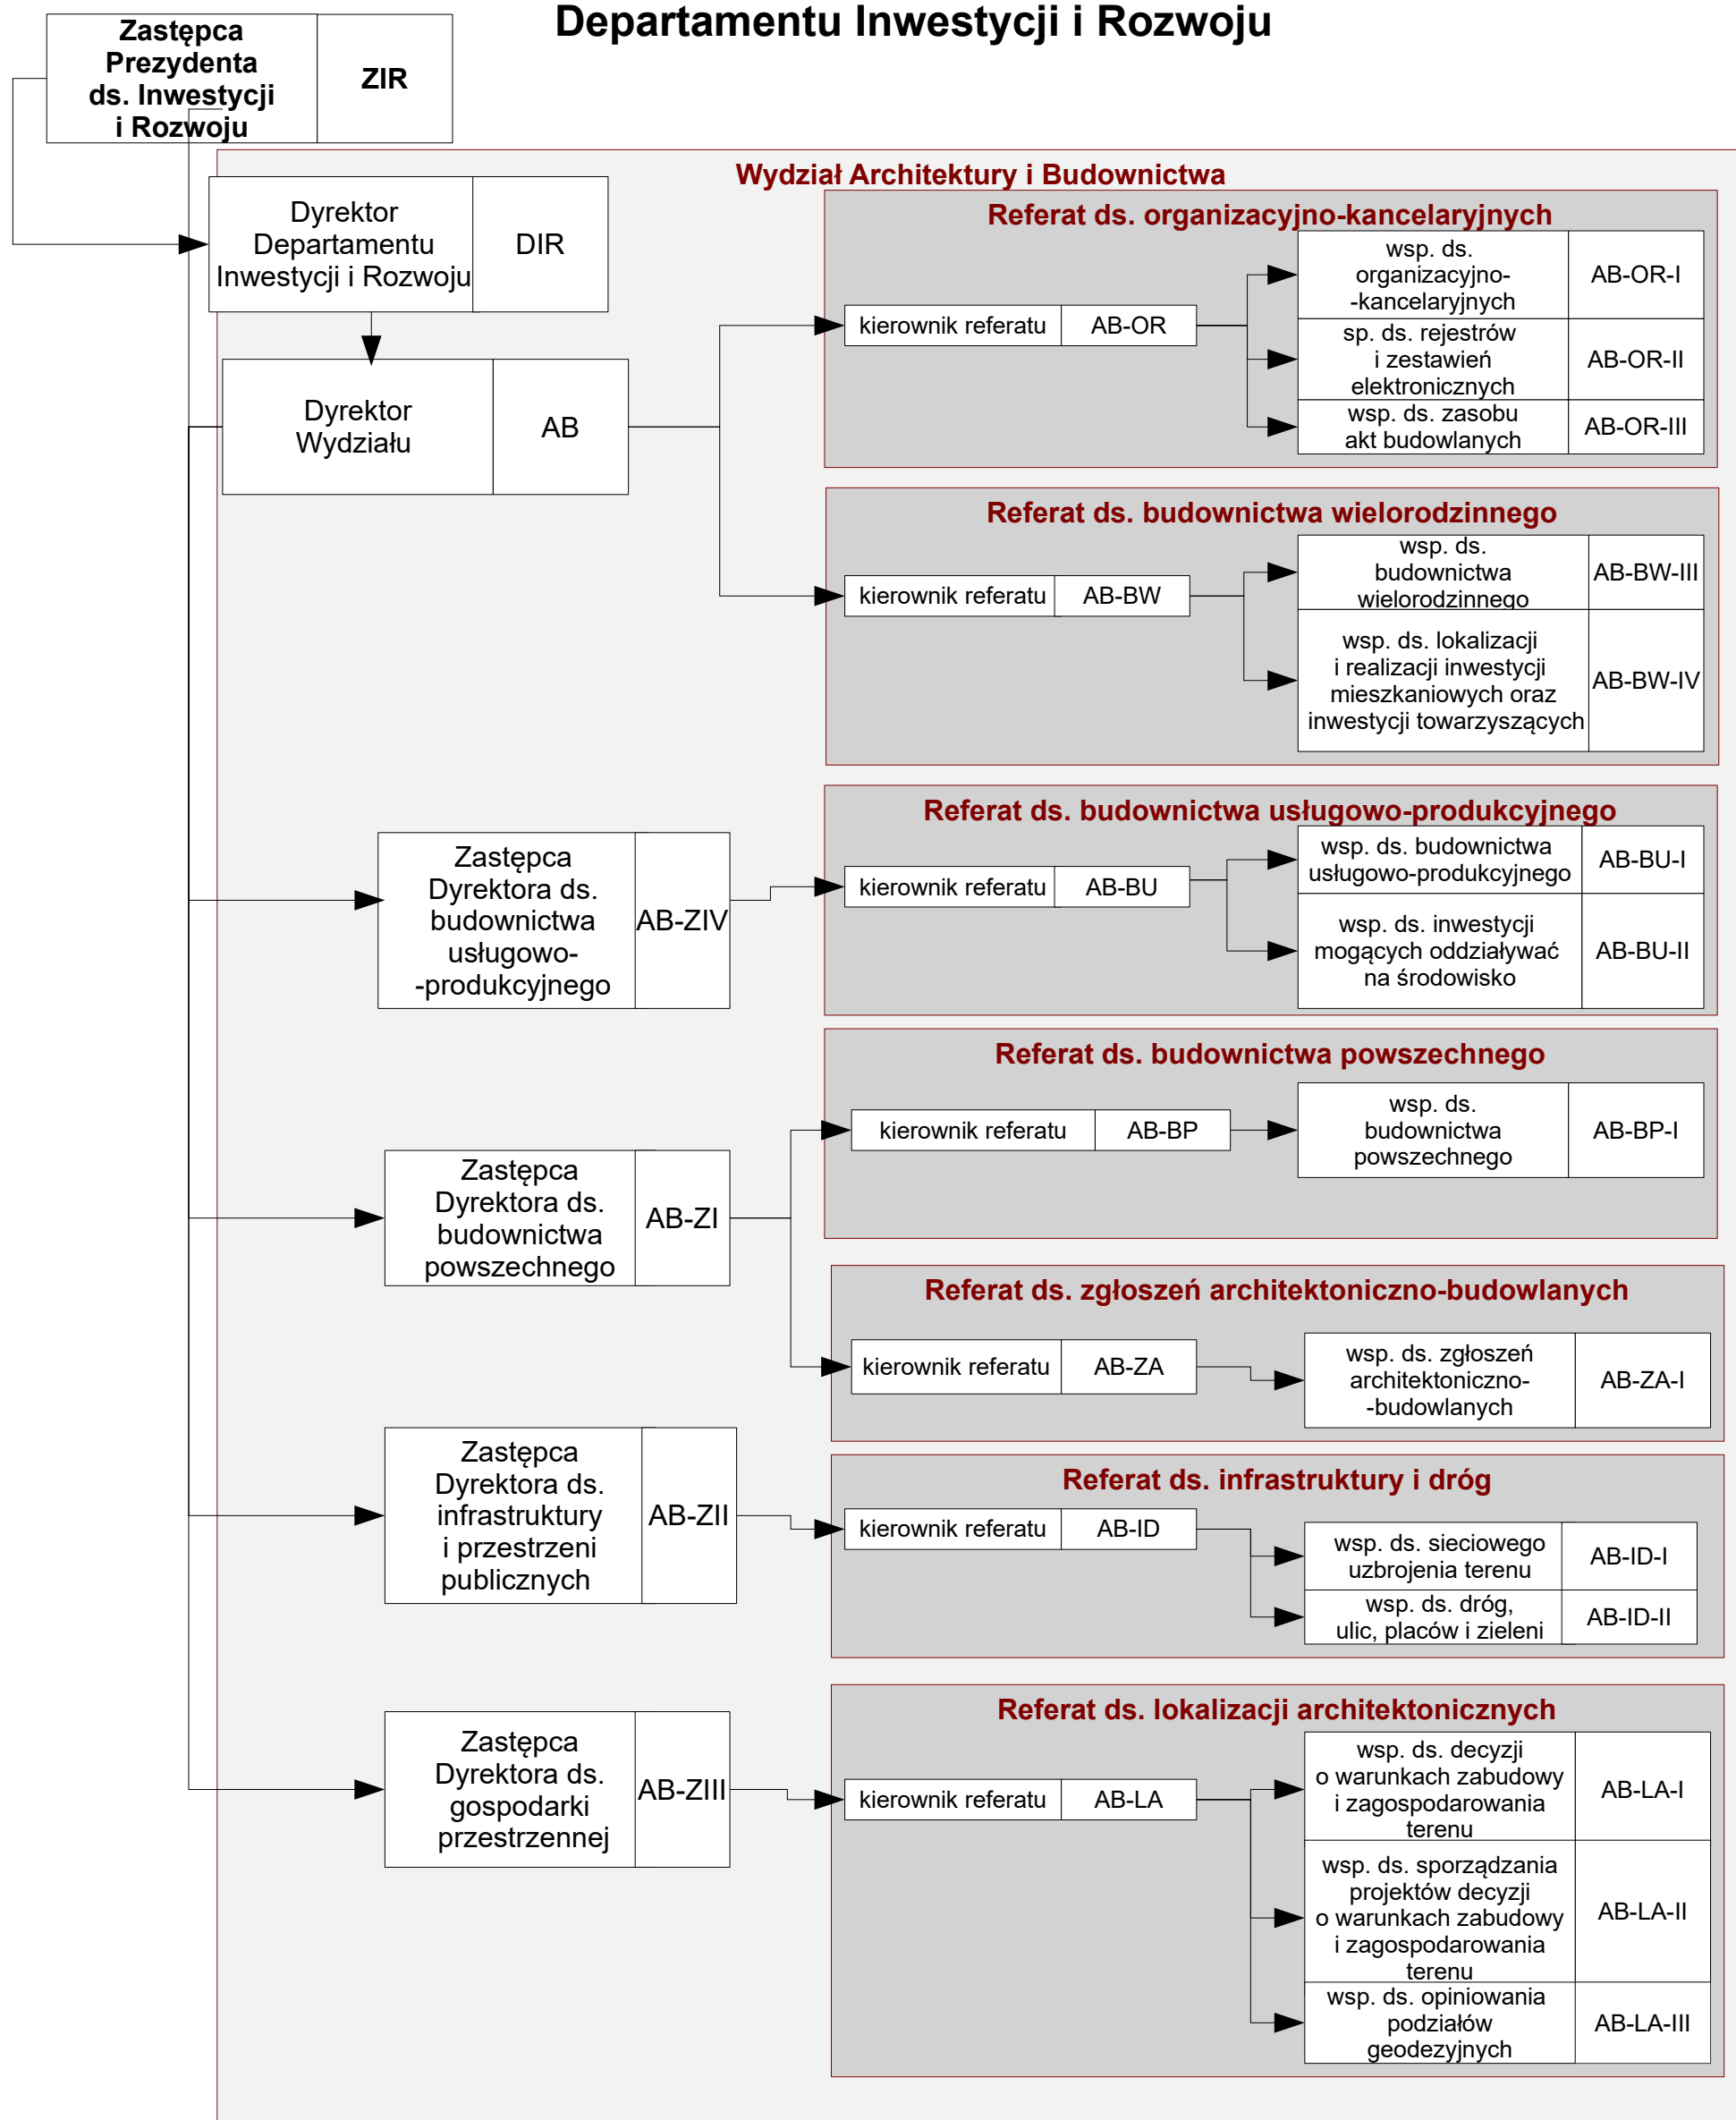 Departamentu Inwestycji i Rozwoju
Zastępca
Prezydenta
ds. Inwestycji
i Rozwoju
ZIR
Wydział Architektury i Budownictwa
Dyrektor
Departamentu
Inwestycji i Rozwoju
DIR
Dyrektor
Wydziału
AB
Referat ds. organizacyjno-kancelaryjnych
kierownik referatu
AB-OR
wsp. ds.
organizacyjno-
-kancelaryjnych
AB-OR-I
sp. ds. rejestrów
i zestawień
elektronicznych
AB-OR-II
wsp. ds. zasobu
akt budowlanych
AB-OR-III
Referat ds. budownictwa wielorodzinnego
kierownik referatu
AB-BW
wsp. ds.
budownictwa
wielorodzinnego
AB-BW-III
wsp. ds. lokalizacji
i realizacji inwestycji
mieszkaniowych oraz
inwestycji towarzyszących
AB-BW-IV
Zastępca
Dyrektora ds.
budownictwa
usługowo-
-produkcyjnego
AB-ZIV
Referat ds. budownictwa usługowo-produkcyjnego
kierownik referatu
AB-BU
wsp. ds. budownictwa
usługowo-produkcyjnego
AB-BU-I
wsp. ds. inwestycji
mogących oddziaływać
na środowisko
AB-BU-II
Zastępca
Dyrektora ds.
budownictwa
powszechnego
AB-ZI
Referat ds. budownictwa powszechnego
kierownik referatu
AB-BP
wsp. ds.
budownictwa
powszechnego
AB-BP-I
Referat ds. zgłoszeń architektoniczno-budowlanych
kierownik referatu
AB-ZA
wsp. ds. zgłoszeń
architektoniczno-
-budowlanych
AB-ZA-I
Zastępca
Dyrektora ds.
infrastruktury
i przestrzeni
publicznych
AB-ZII
Referat ds. infrastruktury i dróg
kierownik referatu
AB-ID
wsp. ds. sieciowego
uzbrojenia terenu
AB-ID-I
wsp. ds. dróg,
ulic, placów i zieleni
AB-ID-II
Zastępca
Dyrektora ds.
gospodarki
przestrzennej
AB-ZIII
Referat ds. lokalizacji architektonicznych
kierownik referatu
AB-LA
wsp. ds. decyzji
o warunkach zabudowy
i zagospodarowania
terenu
AB-LA-I
wsp. ds. sporządzania
projektów decyzji
o warunkach zabudowy
i zagospodarowania
terenu
AB-LA-II
wsp. ds. opiniowania
podziałów
geodezyjnych
AB-LA-III